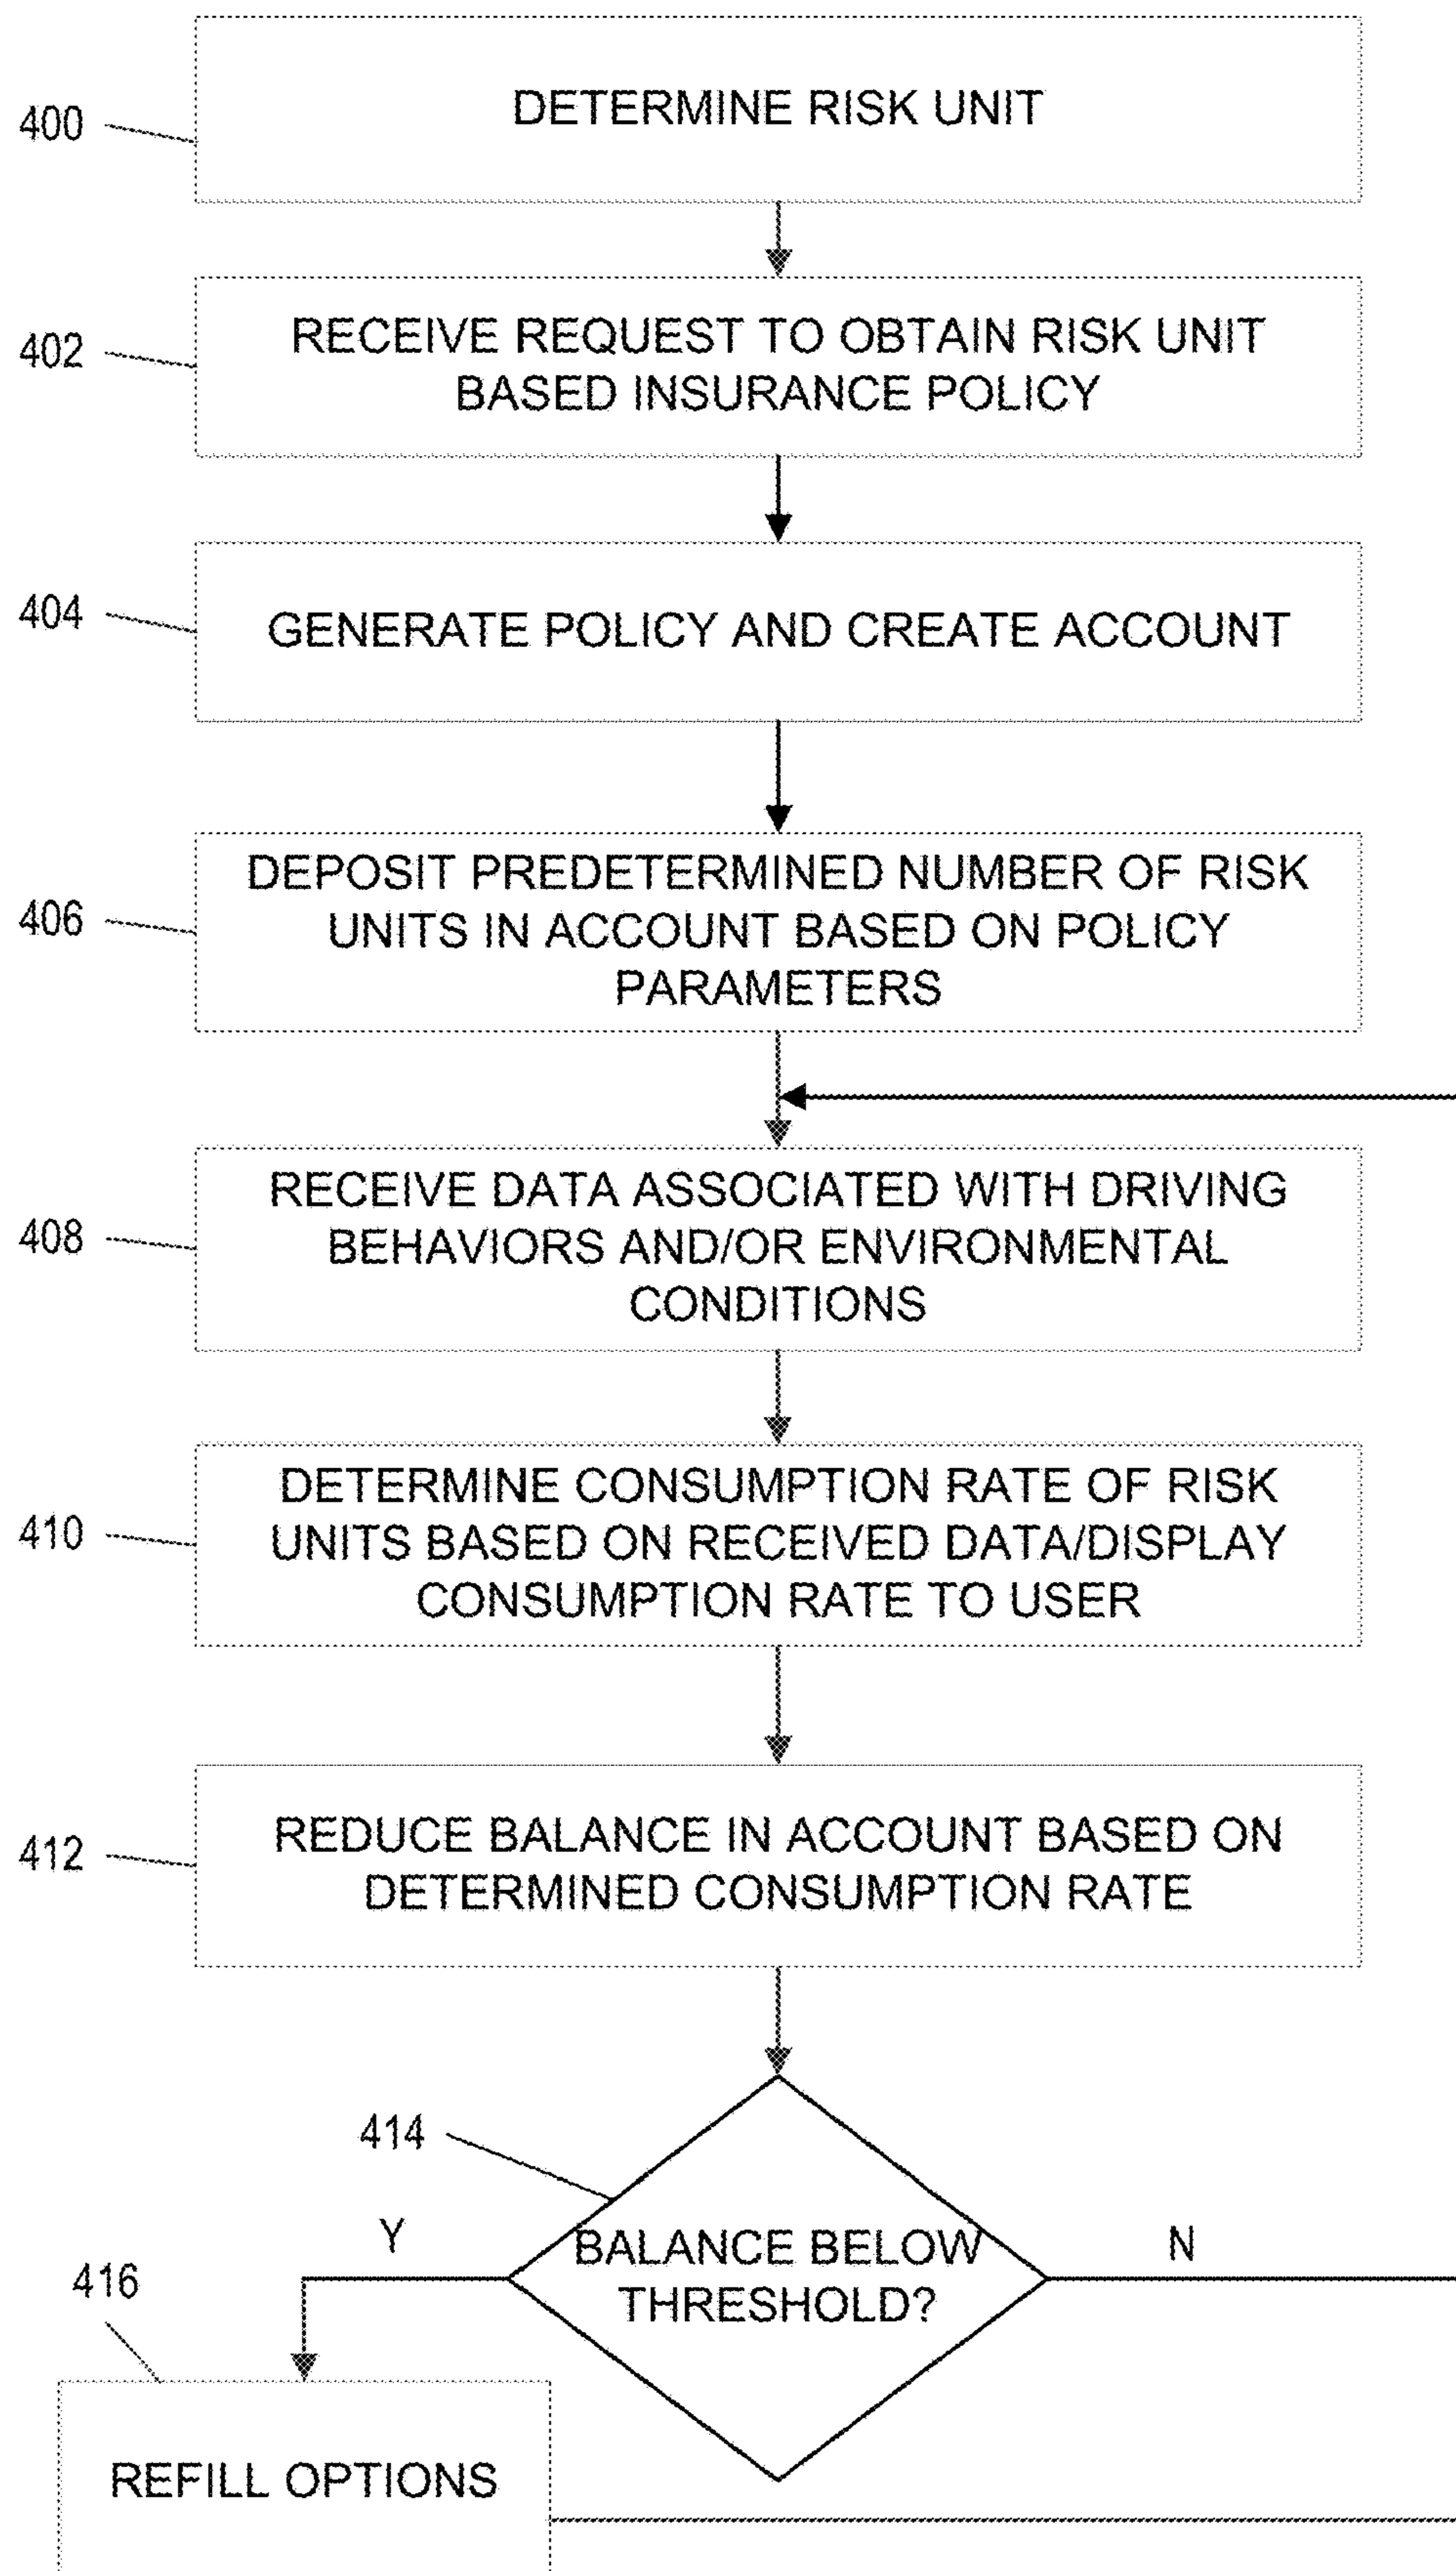 400
DETERMINE RISK UNIT
402
RECEIVE REQUEST TO OBTAIN RISK UNIT
BASED INSURANCE POLICY
404
GENERATE POLICY AND CREATE ACCOUNT
406
DEPOSIT PREDETERMINED NUMBER OF RISK
UNITS IN ACCOUNT BASED ON POLICY
PARAMETERS
408
RECEIVE DATA ASSOCIATED WITH DRIVING
BEHAVIORS AND/OR ENVIRONMENTAL
CONDITIONS
410
DETERMINE CONSUMPTION RATE OF RISK
UNITS BASED ON RECEIVED DATA/DISPLAY
CONSUMPTION RATE TO USER
412
REDUCE BALANCE IN ACCOUNT BASED ON
DETERMINED CONSUMPTION RATE
414
BALANCE BELOW
THRESHOLD?
Y
N
416
REFILL OPTIONS